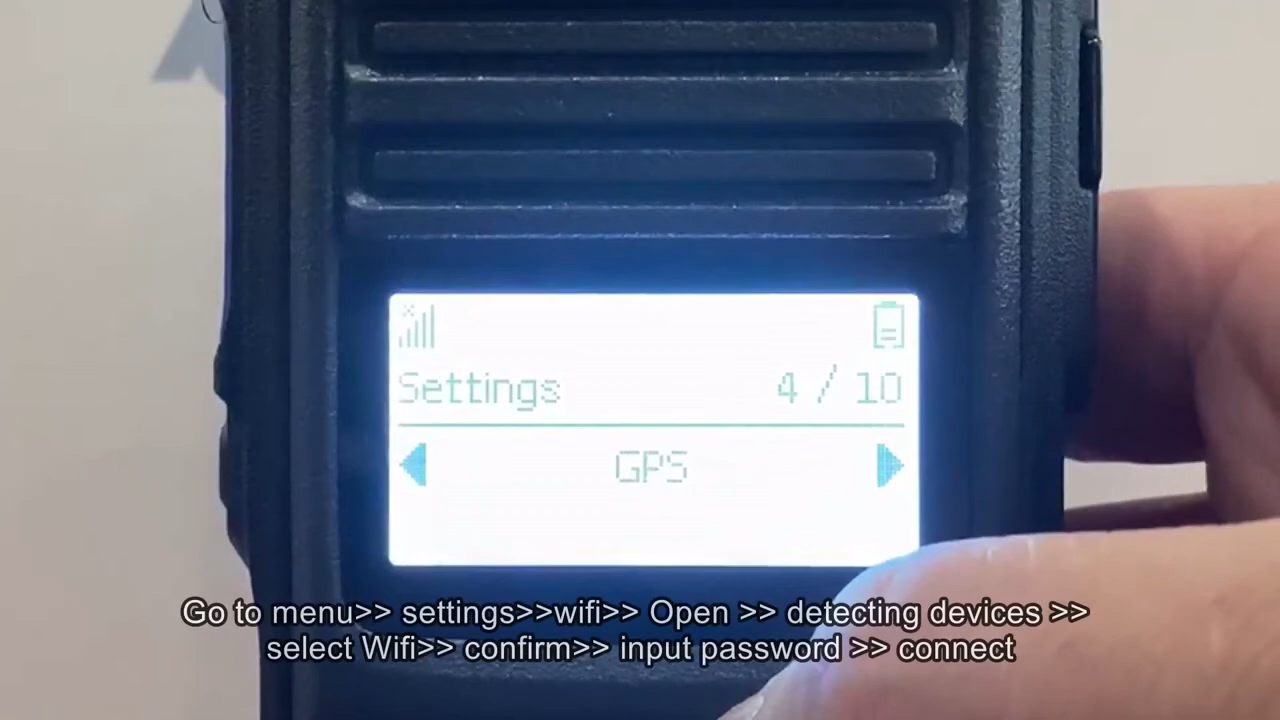 Settings 4 / 10
GPS
Go to menu>> settings>>wifi>> Open >> detecting devices >>
select Wifi>> confirm>> input password >> connect